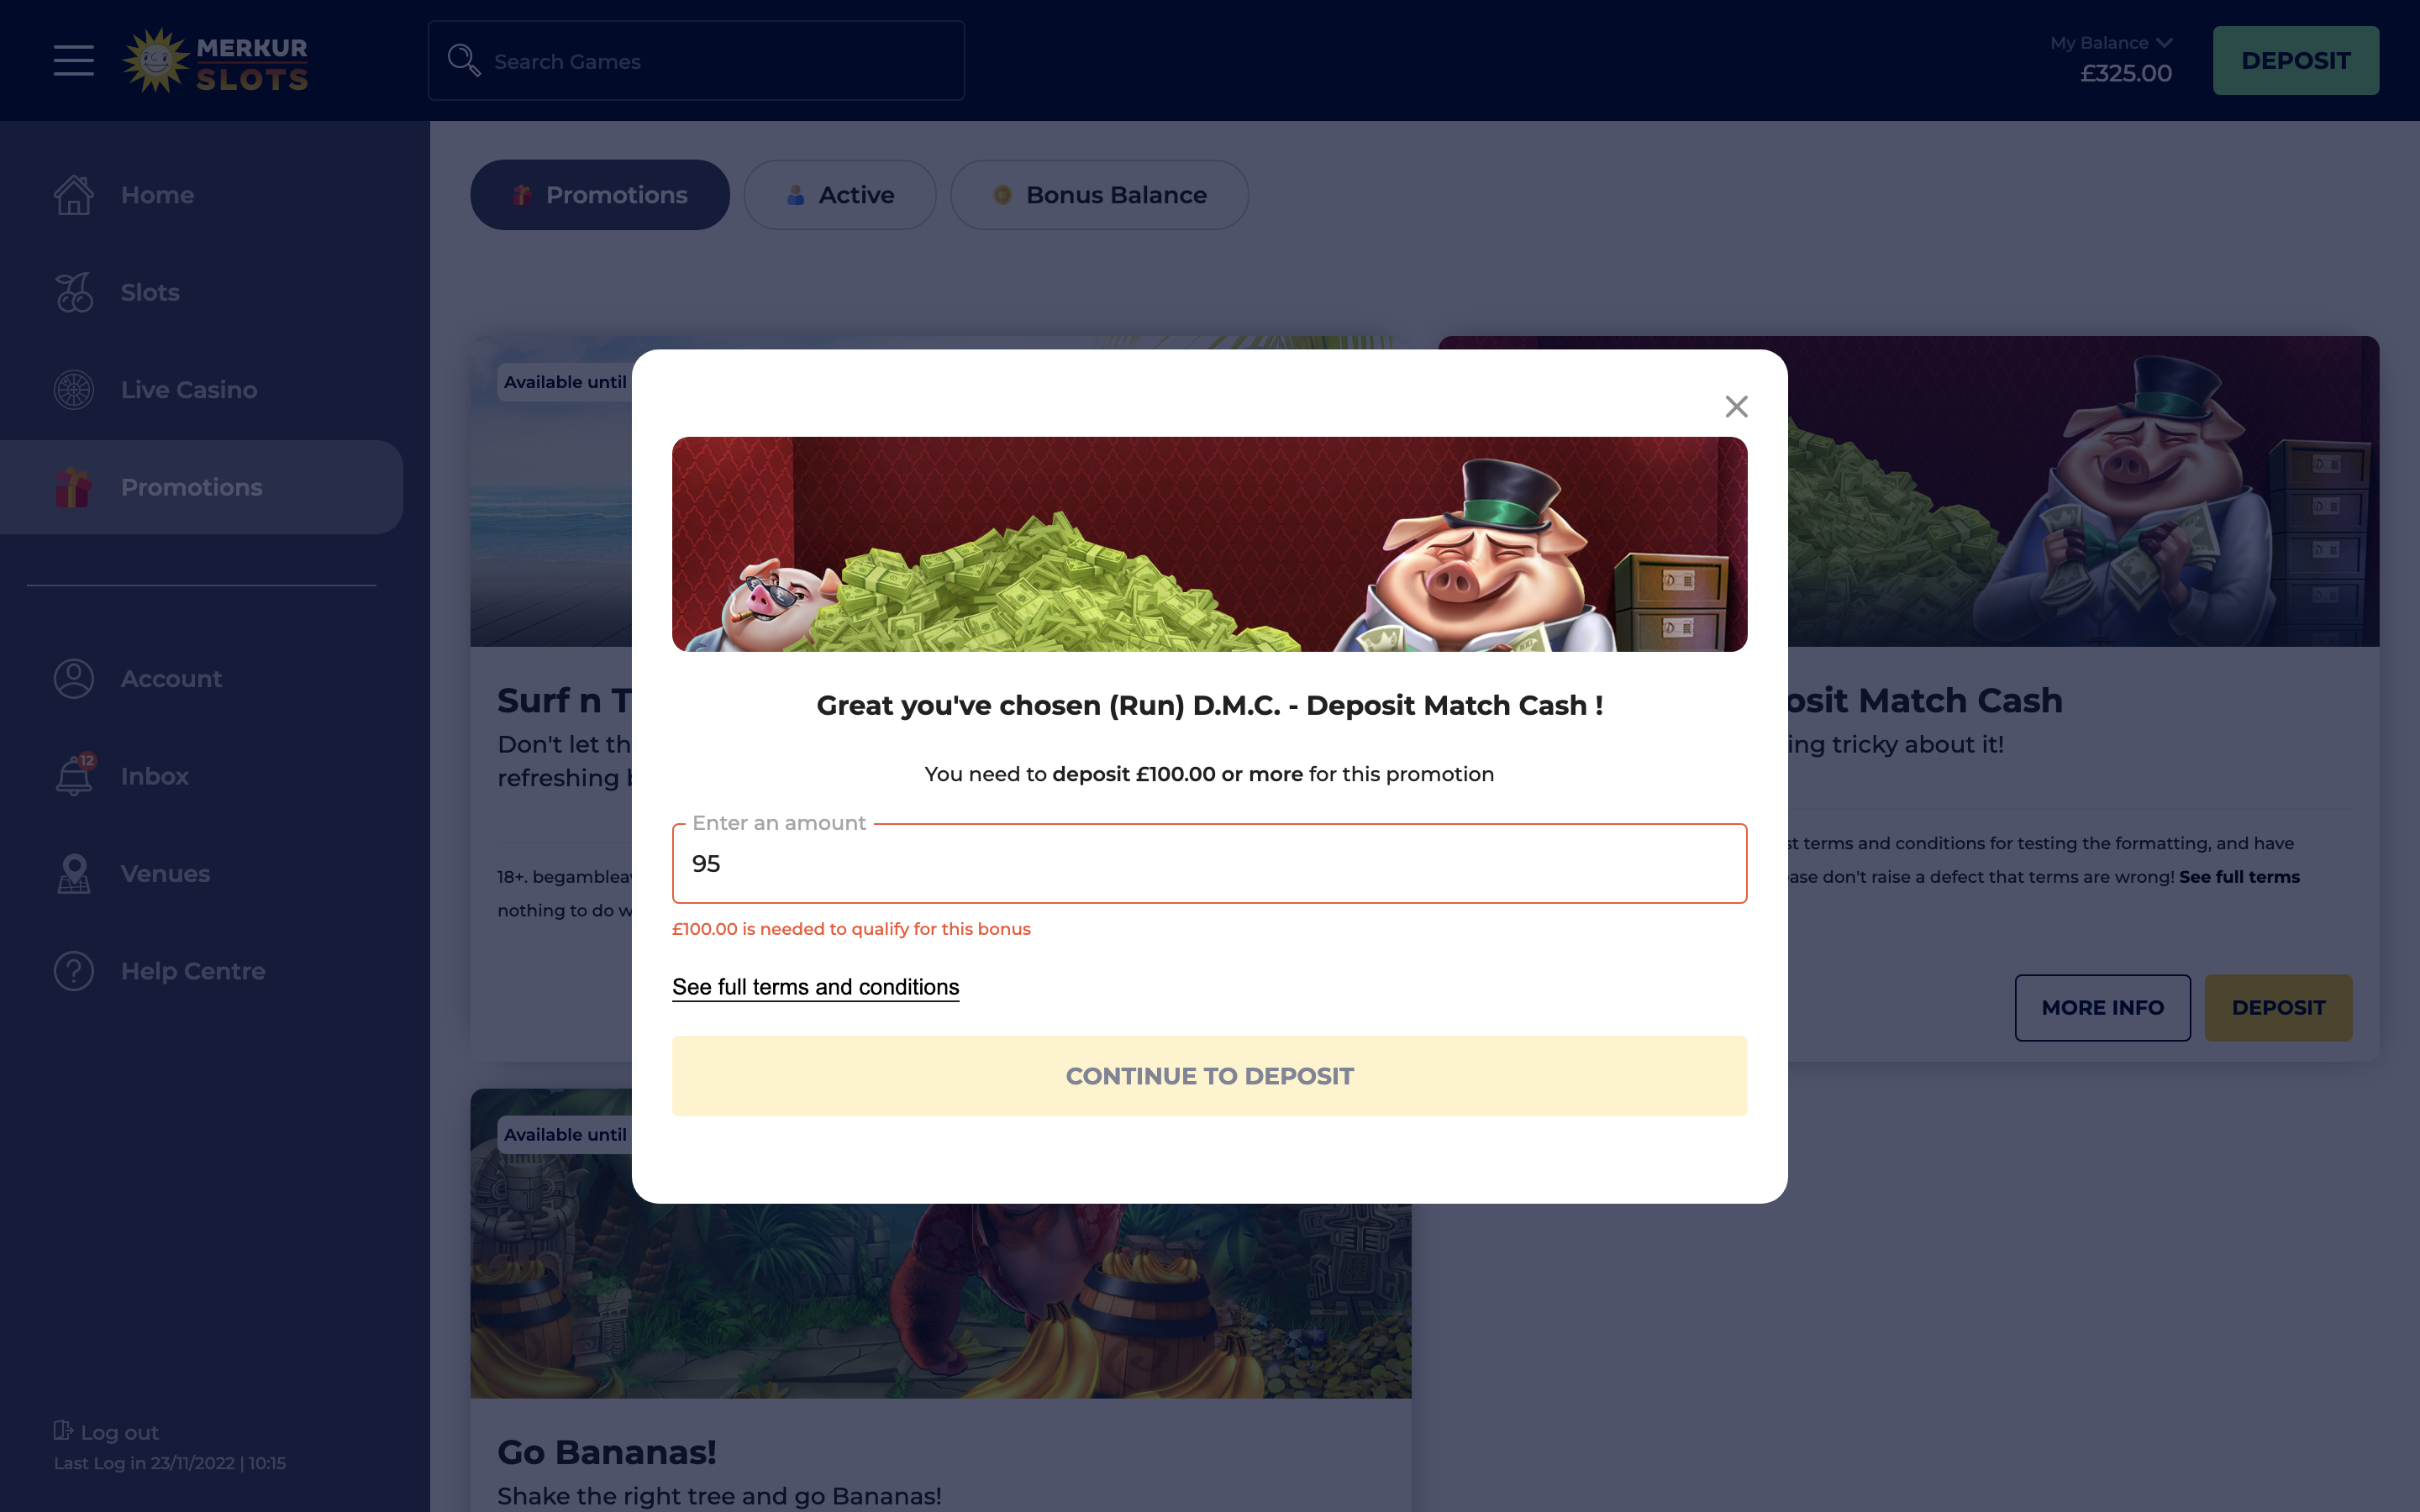 MERKUR
SLOTS
Search Games
My Balance
£325.00
DEPOSIT
Home
Slots
Live Casino
Promotions
Account
12
Inbox
Venues
Help Centre
Log out
Last Log in 23/11/2022 | 10:15
Promotions
Active
Bonus Balance
Available until
Surf n T
Don't let th
refreshing
18+. begamblea
nothing to do w
osit Match Cash
ing tricky about it!
st terms and conditions for testing the formatting, and have
ase don't raise a defect that terms are wrong! See full terms
MORE INFO
DEPOSIT
Great you've chosen (Run) D.M.C. - Deposit Match Cash !
You need to deposit £100.00 or more for this promotion
Enter an amount
95
£100.00 is needed to qualify for this bonus
See full terms and conditions
CONTINUE TO DEPOSIT
Available until
Go Bananas!
Shake the right tree and go Bananas!